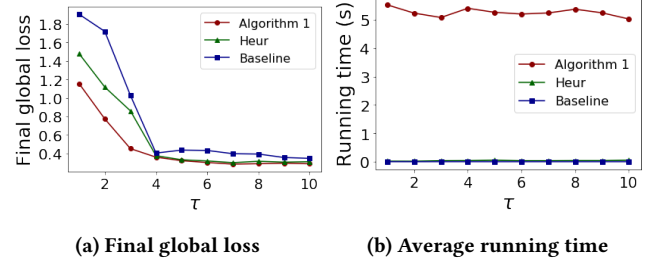 Final global loss
1.8
1.6
1.4
1.2
1.0
0.8
0.6
0.4
2 4 6 8 10
τ
Algorithm 1
Heur
Baseline
(a) Final global loss
Running time (s)
5
4
3
2
1
0
2 4 6 8 10
τ
Algorithm 1
Heur
Baseline
(b) Average running time